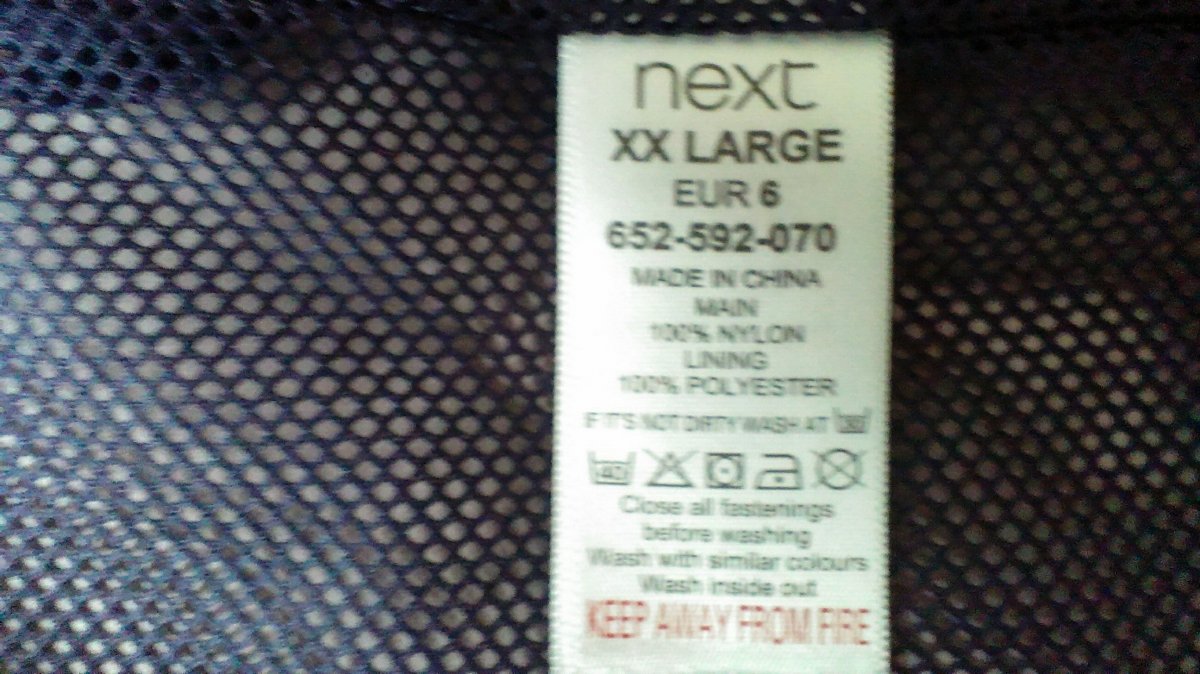 next
XX LARGE
EUR 6
652-592-070
MADE IN CHINA
MAIN
100% NYLON
LINING
100% POLYESTER
IF IT'S NOT DIRTY WASH AT
40
Close all fastenings
before washing
Wash with similar colours
Wash inside out
KEEP AWAY FROM FIRE